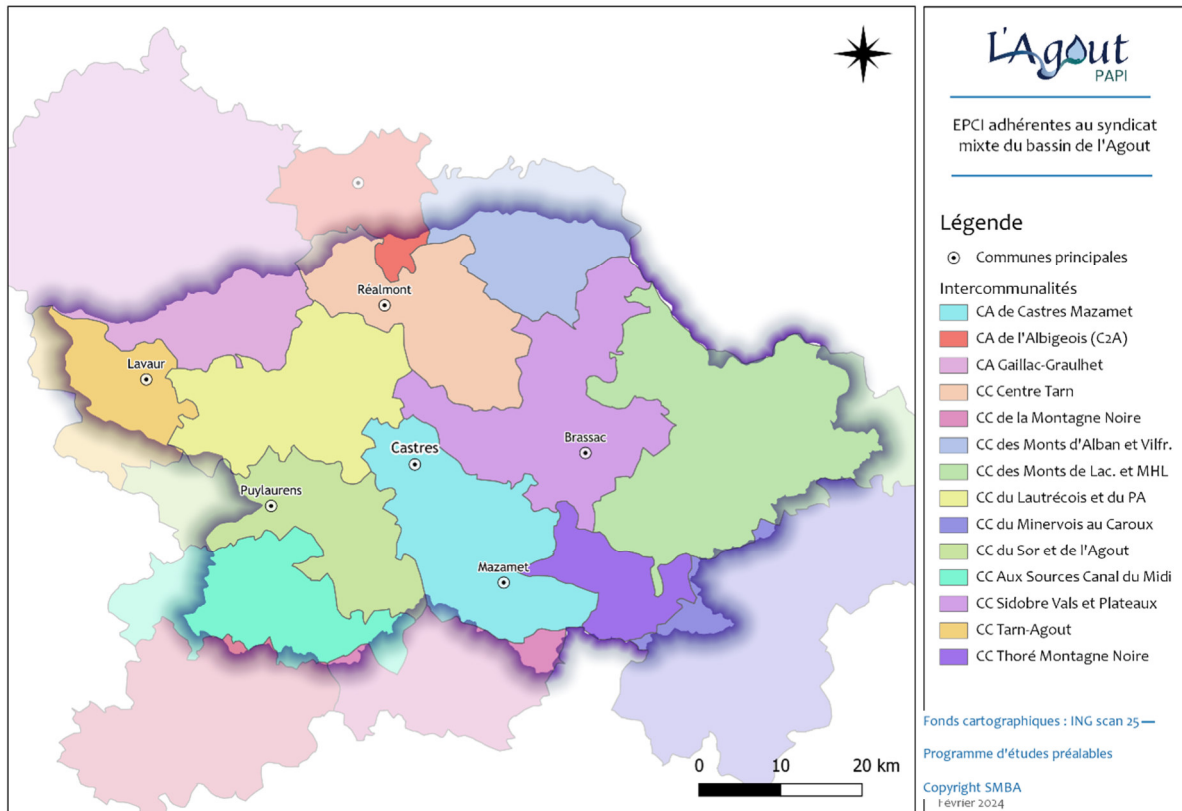 L'Agout
PAPI
EPCI adhérentes au syndicat
mixte du bassin de l'Agout
Légende
Communes principales
Intercommunalités
CA de Castres Mazamet
CA de l'Albigeois (C2A)
CA Gaillac-Graulhet
CC Centre Tarn
CC de la Montagne Noire
CC des Monts d'Alban et Vilfr.
CC des Monts de Lac. et MHL
CC du Lautrécois et du PA
CC du Minervois au Caroux
CC du Sor et de l'Agout
CC Aux Sources Canal du Midi
CC Sidobre Vals et Plateaux
CC Tarn-Agout
CC Thoré Montagne Noire
Fonds cartographiques : ING scan 25
Programme d'études préalables
Copyright SMBA
Février 2024
Réalmont
Lavaur
Castres
Brassac
Puylaurens
Mazamet
0 10 20 km